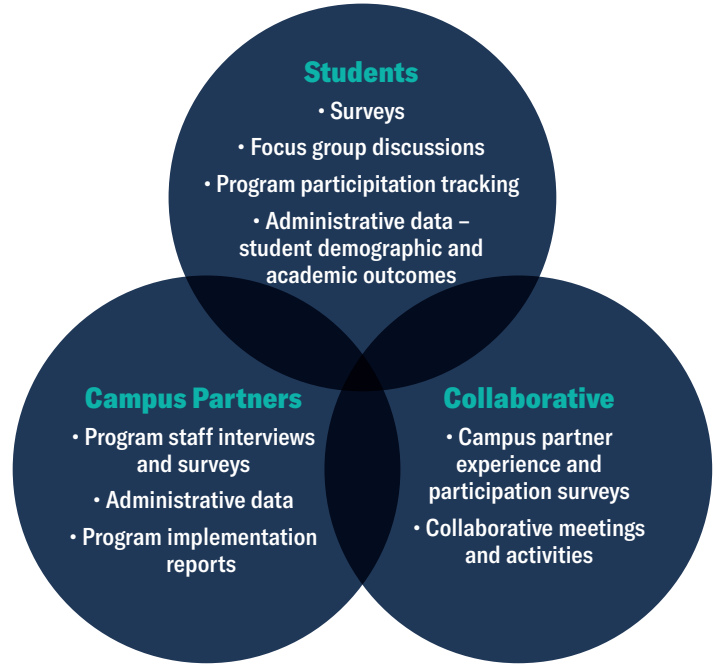 Students
• Surveys
• Focus group discussions
• Program participitation tracking
• Administrative data –
student demographic and
academic outcomes
Campus Partners
• Program staff interviews
and surveys
• Administrative data
• Program implementation
reports
Collaborative
• Campus partner
experience and
participation surveys
• Collaborative meetings
and activities